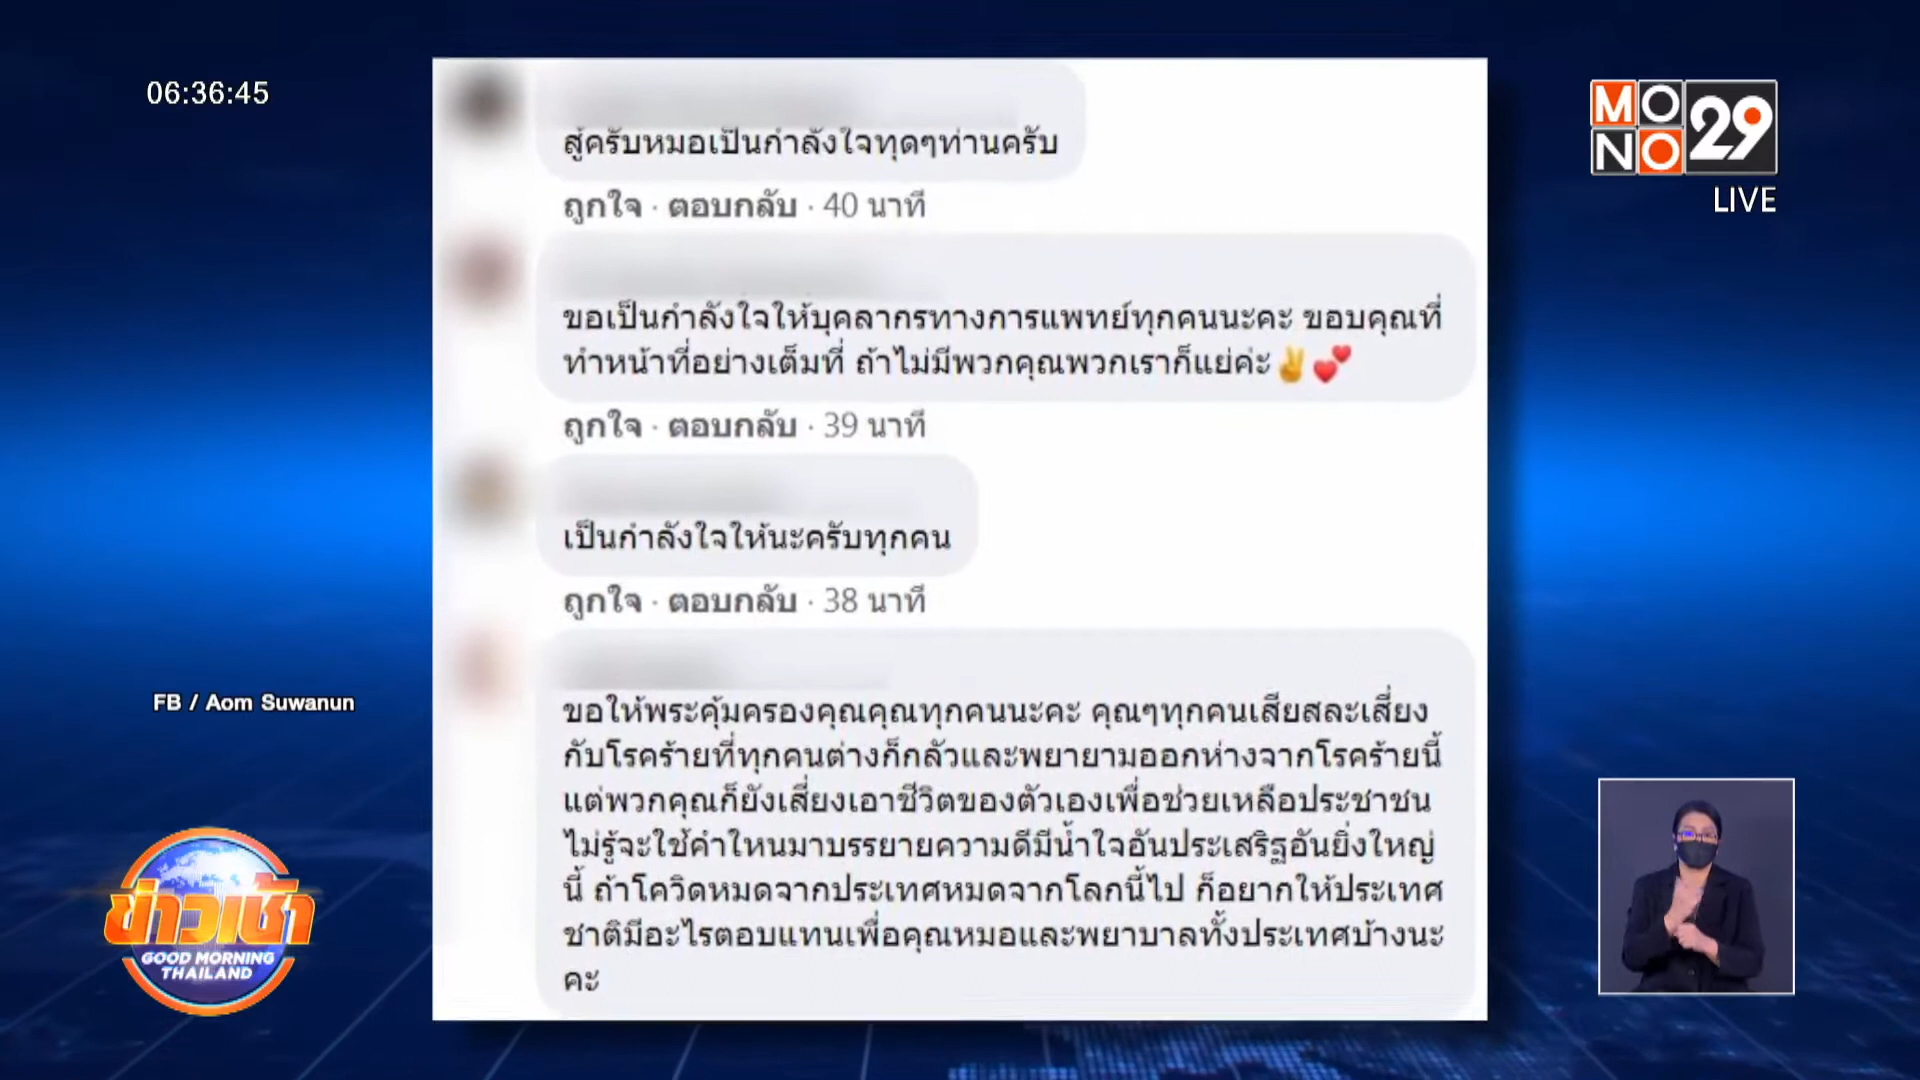 06:36:45
MONO 29
LIVE
สู้ครับหมอเป็นกำลังใจทุดๆท่านครับ
ถูกใจ · ตอบกลับ · 40 นาที
ขอเป็นกำลังใจให้บุคลากรทางการแพทย์ทุกคนนะคะ ขอบคุณที่
ทำหน้าที่อย่างเต็มที่ ถ้าไม่มีพวกคุณพวกเราก็แย่ค่ะ✌️💕
ถูกใจ · ตอบกลับ · 39 นาที
เป็นกำลังใจให้นะครับทุกคน
ถูกใจ · ตอบกลับ · 38 นาที
ขอให้พระคุ้มครองคุณคุณทุกคนนะคะ คุณๆทุกคนเสียสละเสี่ยง
กับโรคร้ายที่ทุกคนต่างก็กลัวและพยายามออกห่างจากโรคร้ายนี้
แต่พวกคุณก็ยังเสี่ยงเอาชีวิตของตัวเองเพื่อช่วยเหลือประชาชน
ไม่รู้จะใช้คำใหนมาบรรยายความดีมีน้ำใจอันประเสริฐอันยิ่งใหญ่
นี้ ถ้าโควิดหมดจากประเทศหมดจากโลกนี้ไป ก็อยากให้ประเทศ
ชาติมีอะไรตอบแทนเพื่อคุณหมอและพยาบาลทั้งประเทศบ้างนะ
คะ
FB / Aom Suwanun
ข่าวเช้า
GOOD MORNING
THAILAND